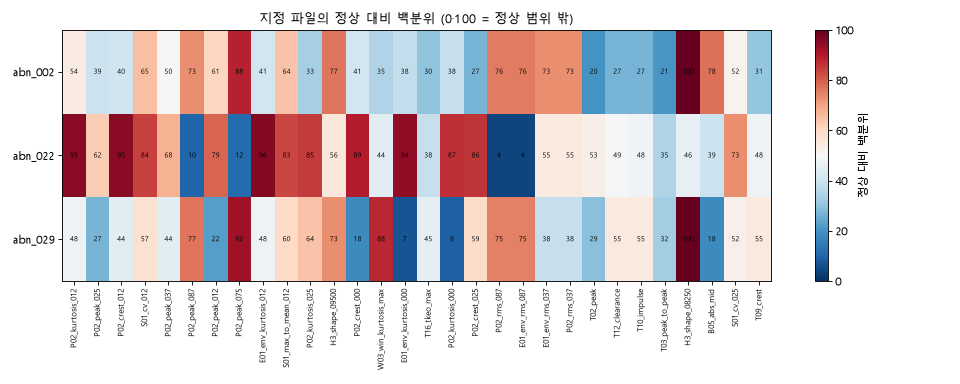 지정 파일의 정상 대비 백분위 (0·100 = 정상 범위 밖)
abn_002 54 39 40 65 50 73 61 88 41 64 33 77 41 35 38 30 38 27 76 76 73 73 20 27 27 21 100 78 52 31
abn_022 95 62 95 84 68 10 79 12 96 83 85 56 89 44 94 38 87 86 4 4 55 55 53 49 48 35 46 39 73 48
abn_029 48 27 44 57 44 77 22 92 48 60 64 73 18 88 7 45 9 59 75 75 38 38 29 55 55 32 100 18 52 55
P02_kurtosis_012
P02_peak_025
P02_crest_012
S01_cv_012
P02_peak_037
P02_peak_087
P02_peak_012
P02_peak_075
E01_env_kurtosis_012
S01_max_to_mean_012
P02_kurtosis_025
H3_shape_09500
P02_crest_000
W03_win_kurtosis_max
E01_env_kurtosis_000
T16_tkeo_max
P02_kurtosis_000
P02_crest_025
P02_rms_087
E01_env_rms_087
E01_env_rms_037
P02_rms_037
T02_peak
T12_clearance
T10_impulse
T03_peak_to_peak
H3_shape_08250
B05_abs_mid
S01_cv_025
T09_crest
100
80
60
40
20
0
정상 대비 백분위